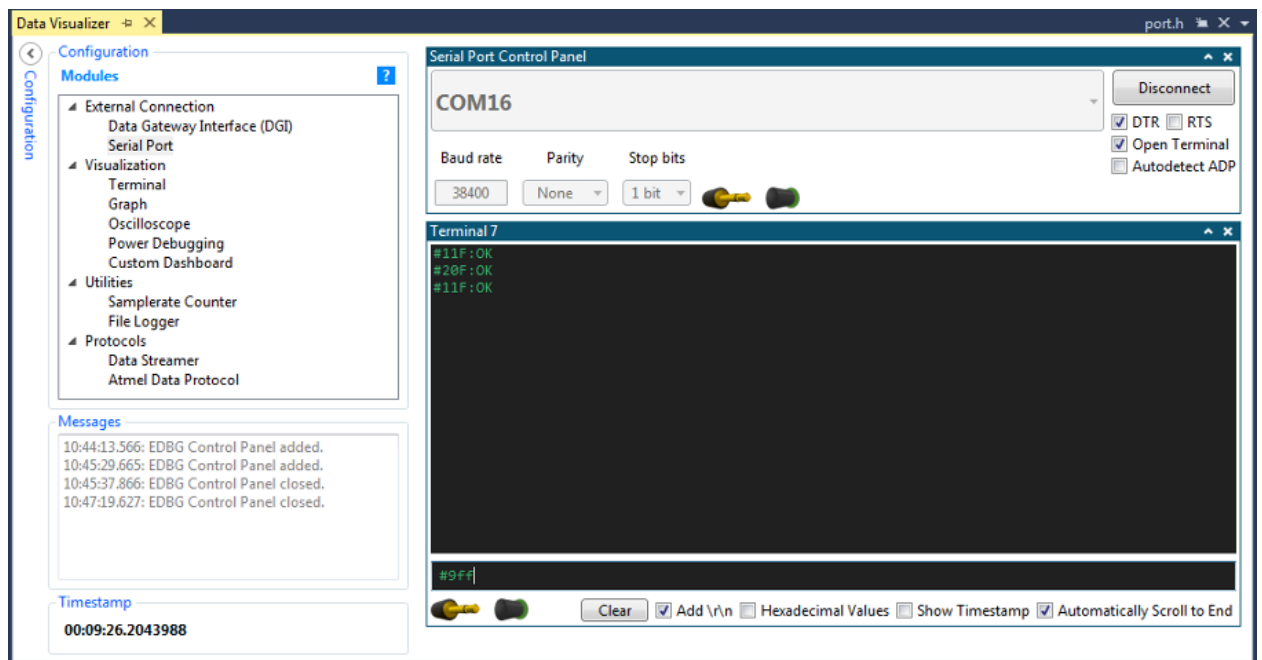 Data Visualizer
port.h
Configuration
Configuration
Modules
?
External Connection
Data Gateway Interface (DGI)
Serial Port
Visualization
Terminal
Graph
Oscilloscope
Power Debugging
Custom Dashboard
Utilities
Samplerate Counter
File Logger
Protocols
Data Streamer
Atmel Data Protocol
Messages
10:44:13.566: EDBG Control Panel added.
10:45:29.665: EDBG Control Panel added.
10:45:37.866: EDBG Control Panel closed.
10:47:19.627: EDBG Control Panel closed.
Timestamp
00:09:26.2043988
Serial Port Control Panel
COM16
Disconnect
DTR RTS
Open Terminal
Autodetect ADP
Baud rate Parity Stop bits
38400 None 1 bit
Terminal 7
#11F:OK
#20F:OK
#11F:OK
#9ff
Clear Add \r\n Hexadecimal Values Show Timestamp Automatically Scroll to End